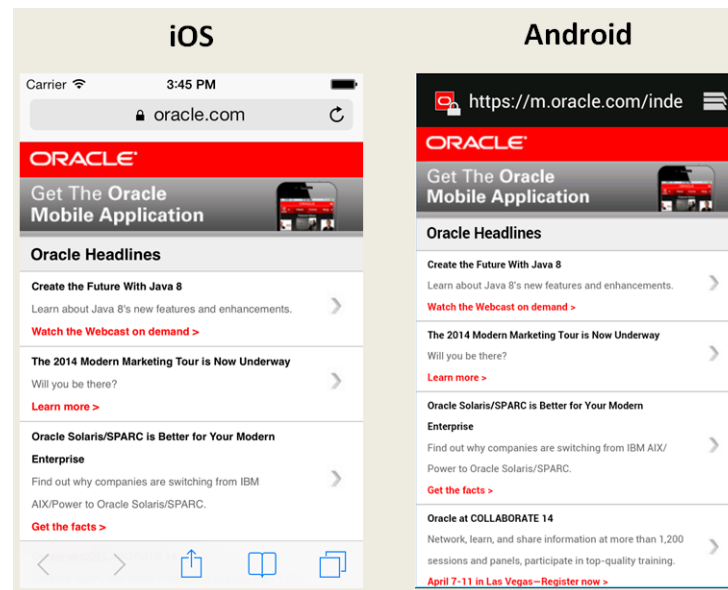 iOS
Carrier 3:45 PM
oracle.com
ORACLE
Get The Oracle
Mobile Application
Oracle Headlines
Create the Future With Java 8
Learn about Java 8's new features and enhancements.
Watch the Webcast on demand >
The 2014 Modern Marketing Tour is Now Underway
Will you be there?
Learn more >
Oracle Solaris/SPARC is Better for Your Modern
Enterprise
Find out why companies are switching from IBM
AIX/Power to Oracle Solaris/SPARC.
Get the facts >
Android
https://m.oracle.com/inde
ORACLE
Get The Oracle
Mobile Application
Oracle Headlines
Create the Future With Java 8
Learn about Java 8's new features and enhancements.
Watch the Webcast on demand >
The 2014 Modern Marketing Tour is Now Underway
Will you be there?
Learn more >
Oracle Solaris/SPARC is Better for Your Modern
Enterprise
Find out why companies are switching from IBM AIX/
Power to Oracle Solaris/SPARC.
Get the facts >
Oracle at COLLABORATE 14
Network, learn, and share information at more than 1,200
sessions and panels, participate in top-quality training.
April 7-11 in Las Vegas—Register now >